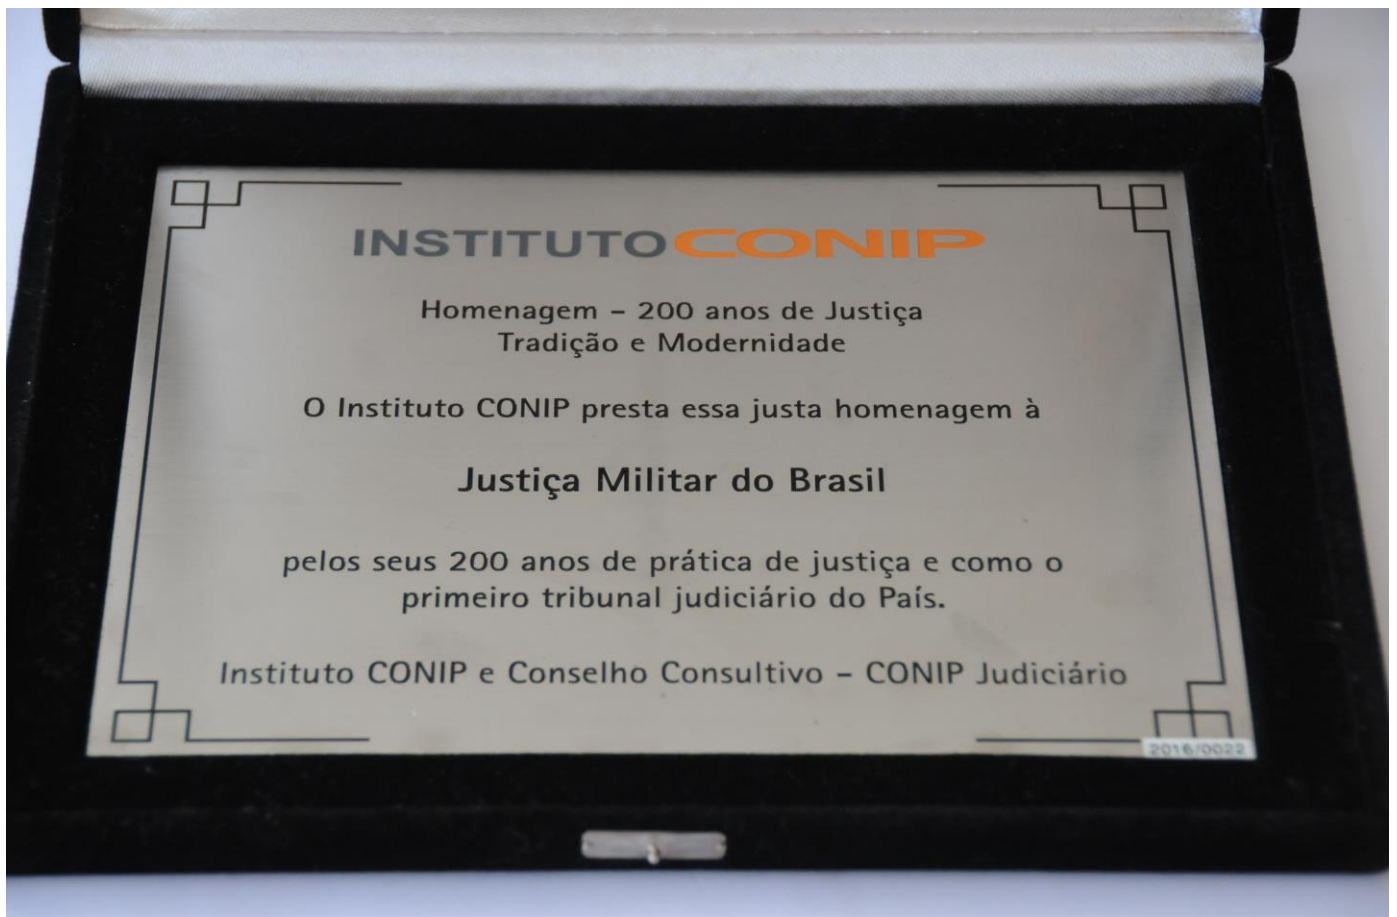 INSTITUTO CONIP
Homenagem – 200 anos de Justiça
Tradição e Modernidade
O Instituto CONIP presta essa justa homenagem à
Justiça Militar do Brasil
pelos seus 200 anos de prática de justiça e como o
primeiro tribunal judiciário do País.
Instituto CONIP e Conselho Consultivo – CONIP Judiciário
2016/0022